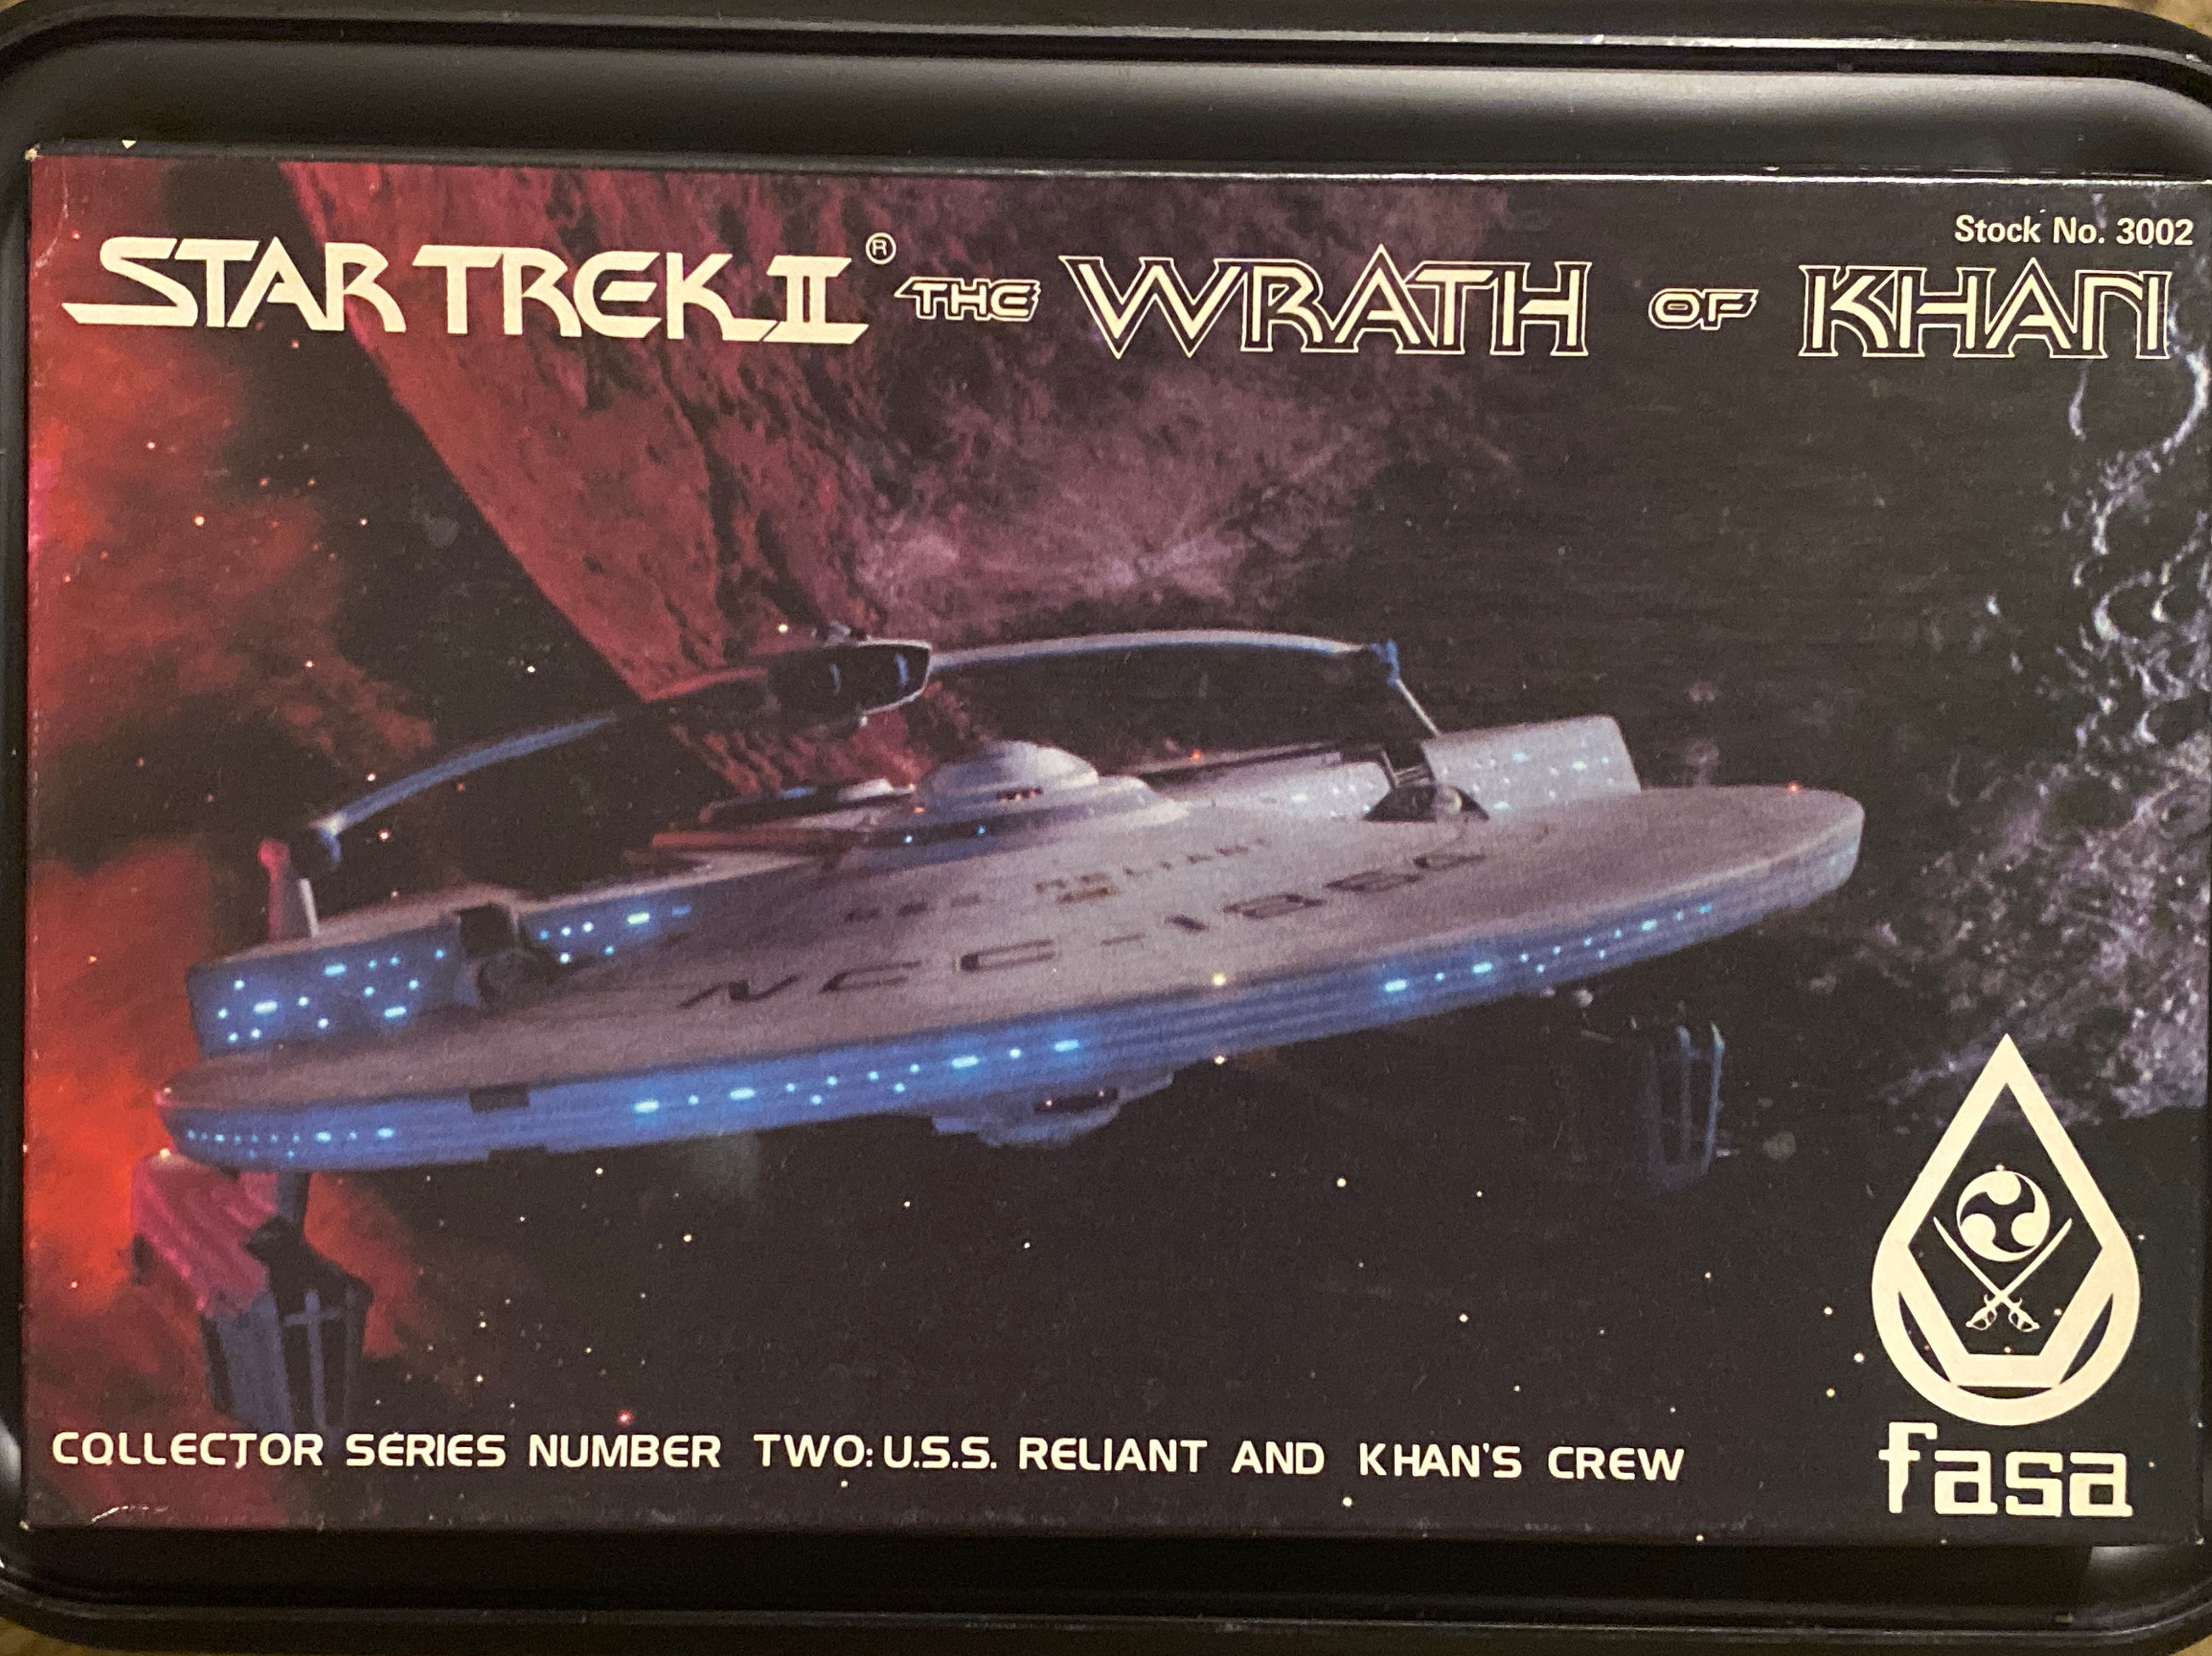 Stock No. 3002
STAR TREK II® THE WRATH OF KHAN
U.S.S. RELIANT
NCC-1864
COLLECTOR SERIES NUMBER TWO: U.S.S. RELIANT AND KHAN'S CREW
fasa